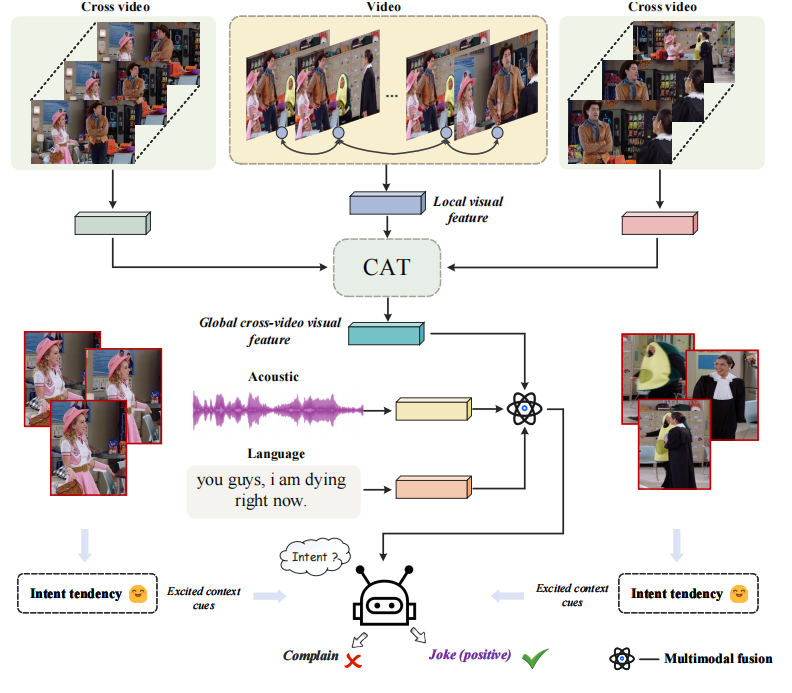 Cross video
Video
Cross video
...
Local visual
feature
CAT
Global cross-video visual
feature
Acoustic
Language
you guys, i am dying
right now.
Intent ?
Intent tendency
Excited context
cues
Excited context
cues
Intent tendency
Complain
Joke (positive)
Multimodal fusion